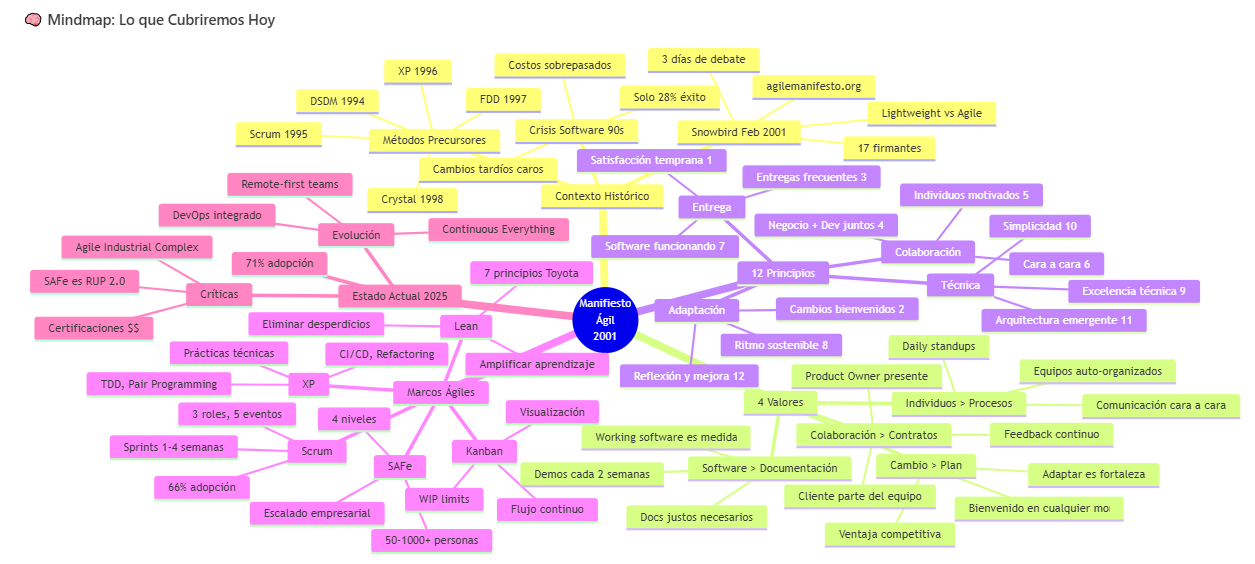 🧠 Mindmap: Lo que Cubriremos Hoy
Manifiesto
Ágil
2001
Contexto Histórico
Crisis Software 90s
Costos sobrepasados
Solo 28% éxito
Cambios tardíos caros
Métodos Precursores
Scrum 1995
DSDM 1994
XP 1996
FDD 1997
Crystal 1998
Snowbird Feb 2001
3 días de debate
agilemanifesto.org
Lightweight vs Agile
17 firmantes
12 Principios
Entrega
Satisfacción temprana 1
Entregas frecuentes 3
Software funcionando 7
Colaboración
Negocio + Dev juntos 4
Individuos motivados 5
Cara a cara 6
Técnica
Simplicidad 10
Excelencia técnica 9
Arquitectura emergente 11
Adaptación
Cambios bienvenidos 2
Ritmo sostenible 8
Reflexión y mejora 12
4 Valores
Individuos > Procesos
Daily standups
Equipos auto-organizados
Comunicación cara a cara
Colaboración > Contratos
Product Owner presente
Feedback continuo
Cliente parte del equipo
Software > Documentación
Working software es medida
Demos cada 2 semanas
Docs justos necesarios
Cambio > Plan
Adaptar es fortaleza
Bienvenido en cualquier
Ventaja competitiva
Marcos Ágiles
Lean
7 principios Toyota
Eliminar desperdicios
Amplificar aprendizaje
XP
Prácticas técnicas
CI/CD, Refactoring
TDD, Pair Programming
Scrum
3 roles, 5 eventos
Sprints 1-4 semanas
66% adopción
SAFe
4 niveles
Escalado empresarial
50-1000+ personas
Kanban
Visualización
WIP limits
Flujo continuo
Estado Actual 2025
71% adopción
Evolución
Remote-first teams
DevOps integrado
Continuous Everything
Críticas
Agile Industrial Complex
SAFe es RUP 2.0
Certificaciones $$